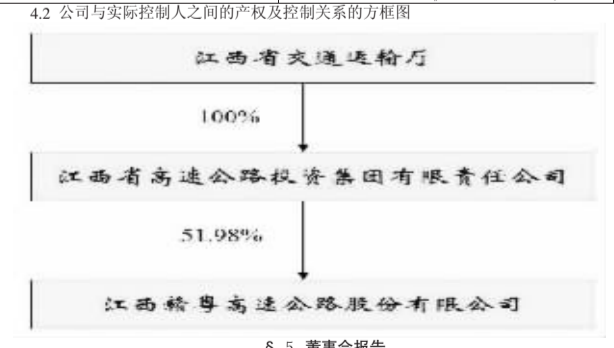 4.2 公司与实际控制人之间的产权及控制关系的方框图
江西省交通运输厅
100%
江西省高速公路投资集团有限责任公司
51.98%
江西赣粤高速公路股份有限公司
§ 5 董事会报告